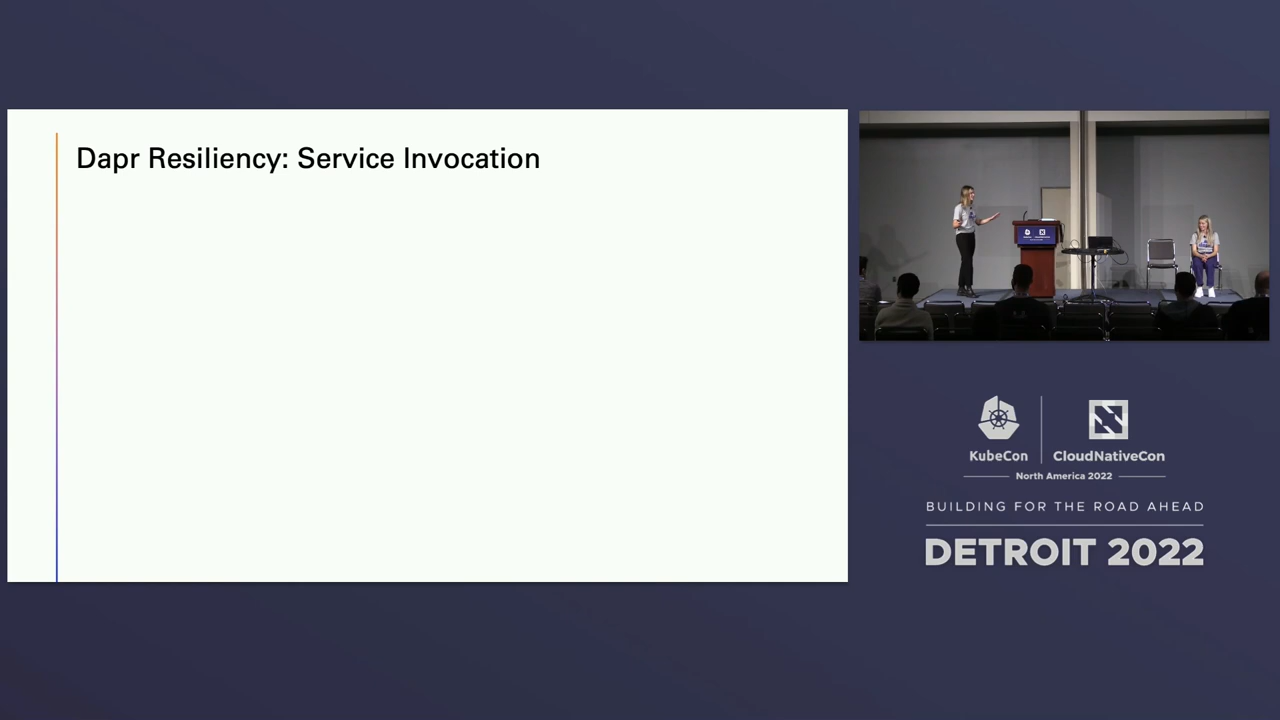 Dapr Resiliency: Service Invocation
KubeCon
CloudNativeCon
North America 2022
BUILDING FOR THE ROAD AHEAD
DETROIT 2022